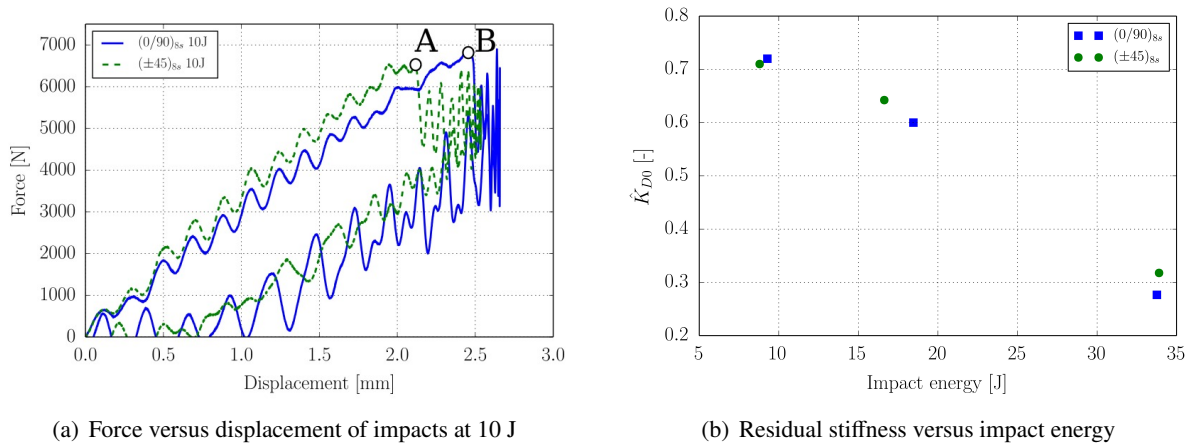 7000
6000
5000
4000
3000
2000
1000
0
Force [N]
(0/90)8s 10J
(±45)8s 10J
A
B
0.0 0.5 1.0 1.5 2.0 2.5 3.0
Displacement [mm]
(a) Force versus displacement of impacts at 10 J
0.8
0.7
0.6
0.5
0.4
0.3
0.2
K̂D0 [-]
(0/90)8s
(±45)8s
5 10 15 20 25 30 35
Impact energy [J]
(b) Residual stiffness versus impact energy